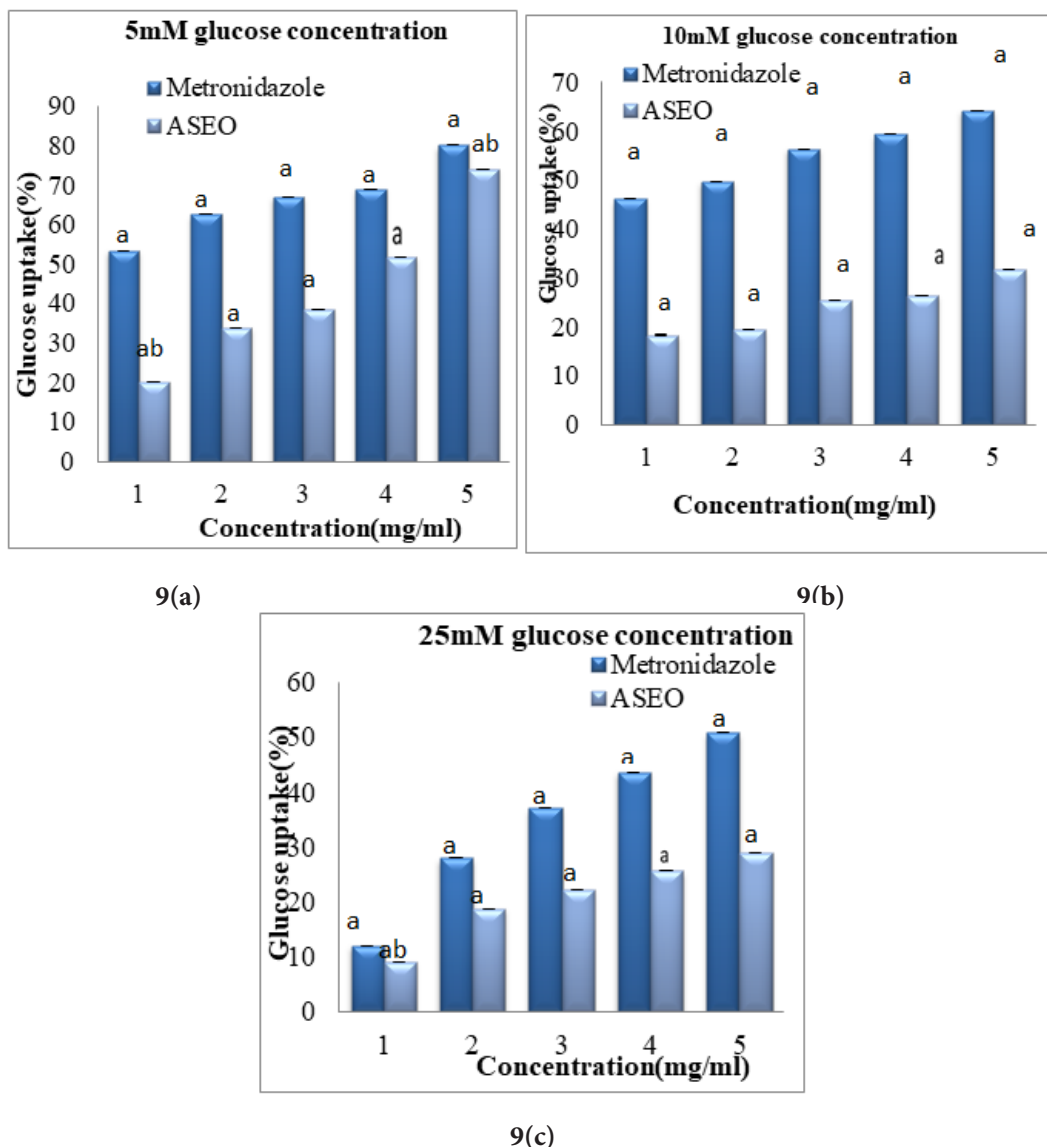 5mM glucose concentration
Metronidazole
ASEO
Glucose uptake(%)
90
80
70
60
50
40
30
20
10
0
a
ab
a
a
a
a
a
a
a
ab
1 2 3 4 5
Concentration(mg/ml)
9(a)
10mM glucose concentration
Metronidazole
ASEO
Glucose uptake(%)
70
60
50
40
30
20
10
0
a
a
a
a
a
a
a
a
a
a
1 2 3 4 5
Concentration(mg/ml)
9(b)
25mM glucose concentration
Metronidazole
ASEO
Glucose uptake(%)
60
50
40
30
20
10
0
a
ab
a
a
a
a
a
a
a
a
1 2 3 4 5
Concentration(mg/ml)
9(c)